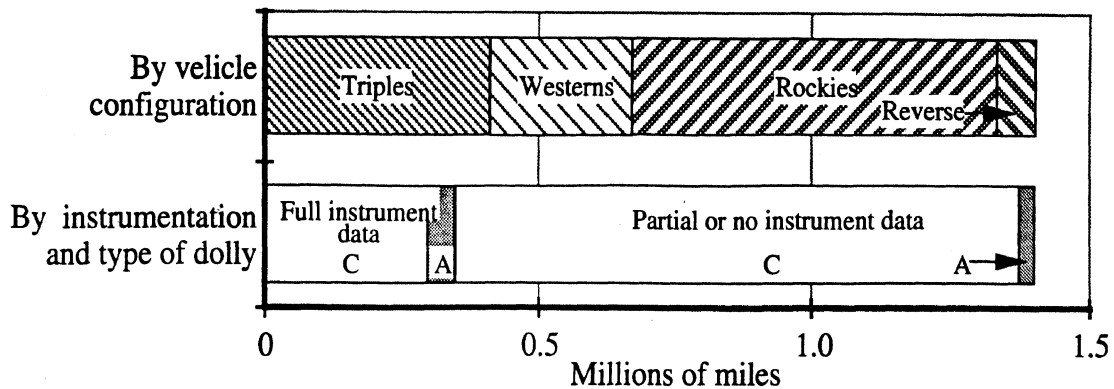 By velicle
configuration
Triples
Westerns
Rockies
Reverse
By instrumentation
and type of dolly
Full instrument
data
C
A
Partial or no instrument data
C
A
0
0.5
1.0
1.5
Millions of miles